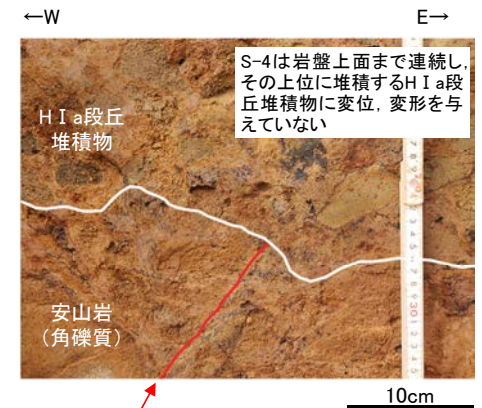 ←W
E→
S-4は岩盤上面まで連続し,
その上位に堆積するHⅠa段
丘堆積物に変位,変形を与
えていない
HⅠa段丘
堆積物
安山岩
(角礫質)
10cm